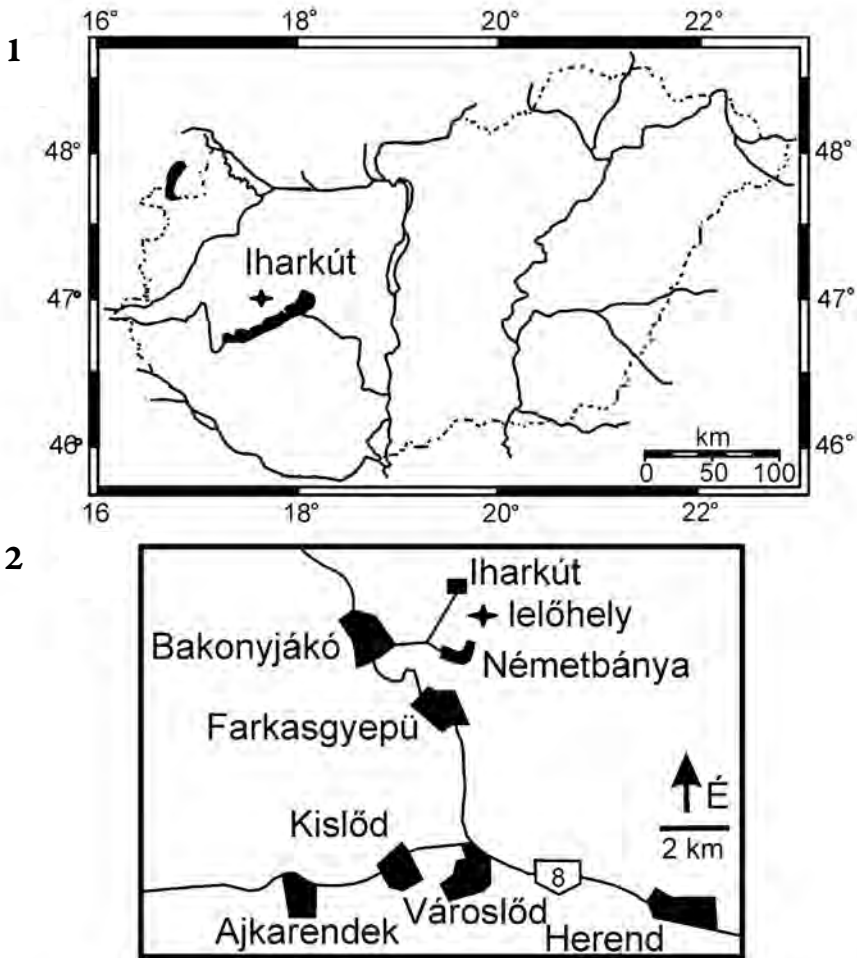 1
16° 18° 20° 22°
48° 48°
Iharkút
47° 47°
46° 46°
km
0 50 100
16 18 20 22
2
Iharkút
lelőhely
Bakonyjákó
Németbánya
Farkasgyepü
É
Kislőd
2 km
8
Városlőd
Ajkarendek
Herend